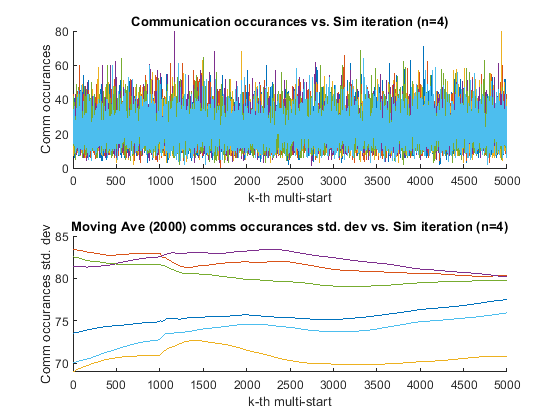 Communication occurances vs. Sim iteration (n=4)
80
60
40
20
0
Comm occurances
0 500 1000 1500 2000 2500 3000 3500 4000 4500 5000
k-th multi-start
Moving Ave (2000) comms occurances std. dev vs. Sim iteration (n=4)
85
80
75
70
Comm occurances std. dev
0 500 1000 1500 2000 2500 3000 3500 4000 4500 5000
k-th multi-start